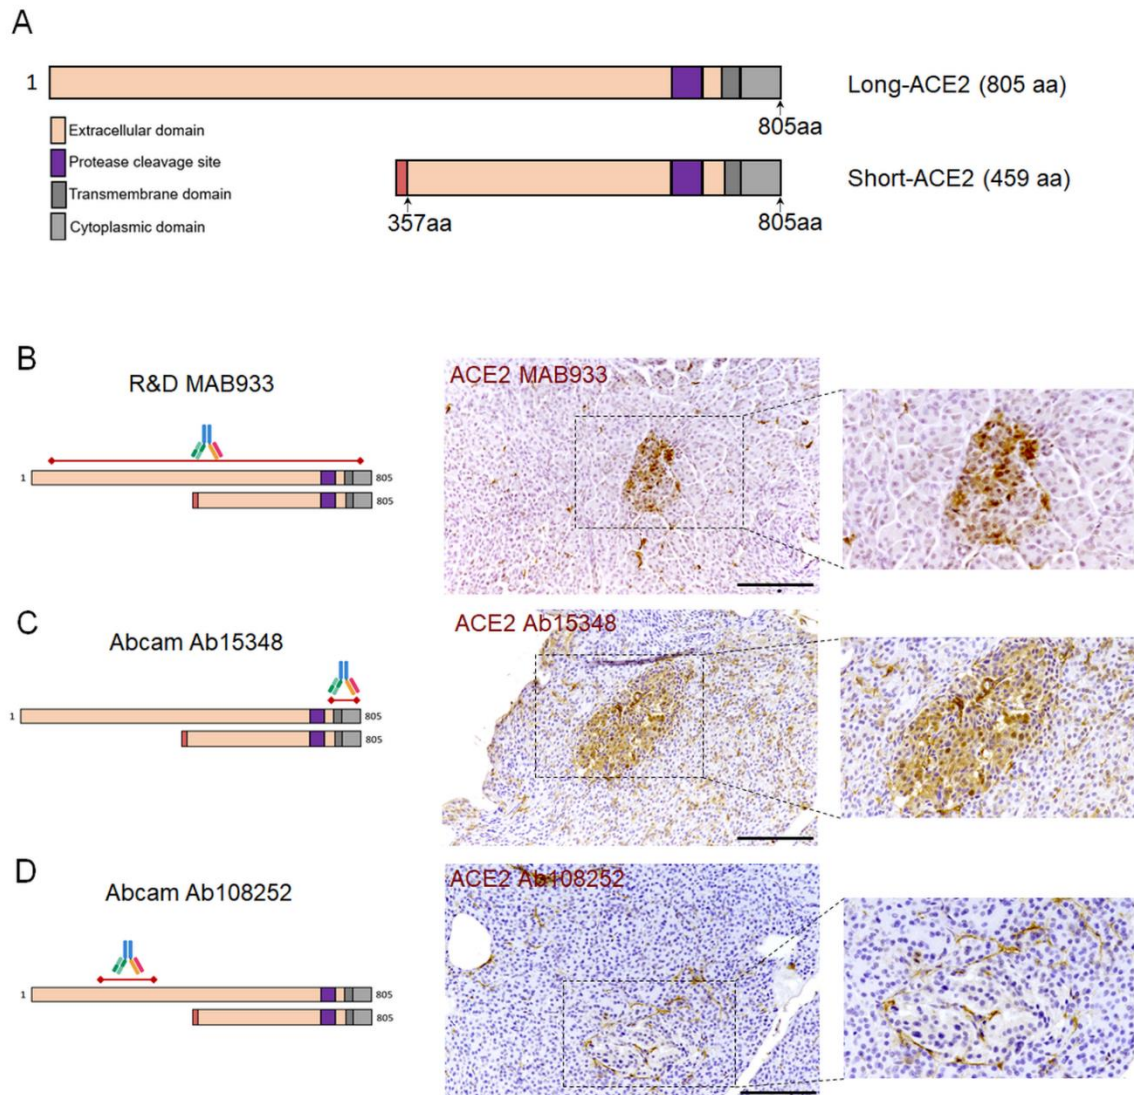 A
1
Long-ACE2 (805 aa)
805aa
Extracellular domain
Protease cleavage site
Transmembrane domain
Cytoplasmic domain
Short-ACE2 (459 aa)
357aa
805aa
B
R&D MAB933
1
805
805
ACE2 MAB933
C
Abcam Ab15348
1
805
805
ACE2 Ab15348
D
Abcam Ab108252
1
805
805
ACE2 Ab108252